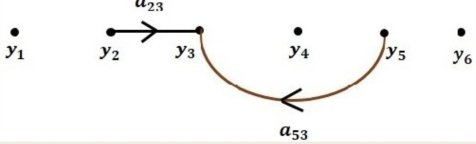 a₂₃
y₁ y₂ y₃ y₄ y₅ y₆
a₅₃